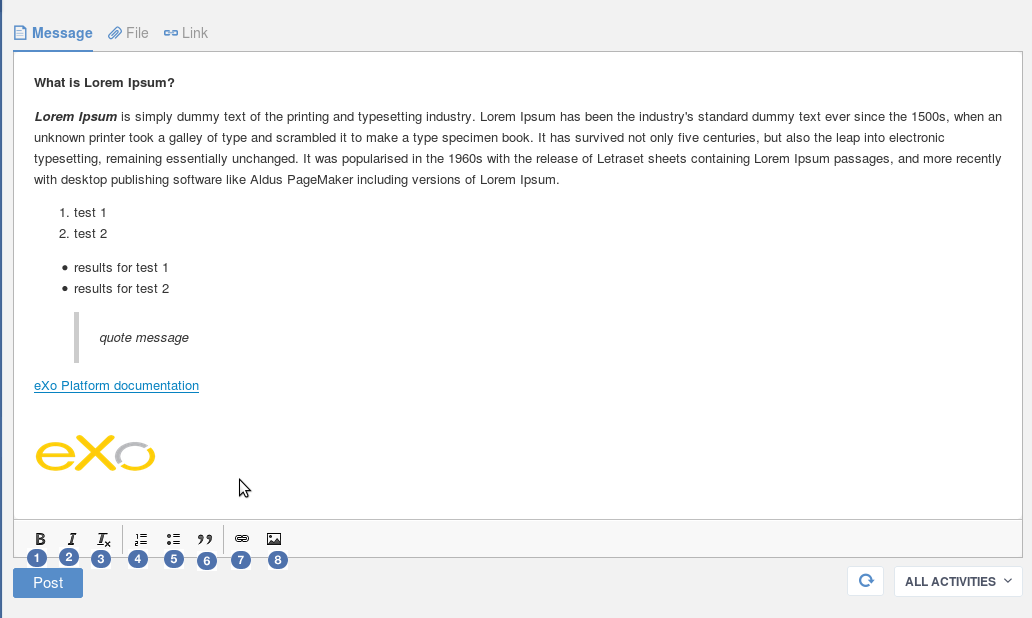 Message File Link
What is Lorem Ipsum?
Lorem Ipsum is simply dummy text of the printing and typesetting industry. Lorem Ipsum has been the industry's standard dummy text ever since the 1500s, when an
unknown printer took a galley of type and scrambled it to make a type specimen book. It has survived not only five centuries, but also the leap into electronic
typesetting, remaining essentially unchanged. It was popularised in the 1960s with the release of Letraset sheets containing Lorem Ipsum passages, and more recently
with desktop publishing software like Aldus PageMaker including versions of Lorem Ipsum.
1. test 1
2. test 2
• results for test 1
• results for test 2
quote message
eXo Platform documentation
eXo
B I Tx
1 2 3 4 5 6 7 8
Post ALL ACTIVITIES